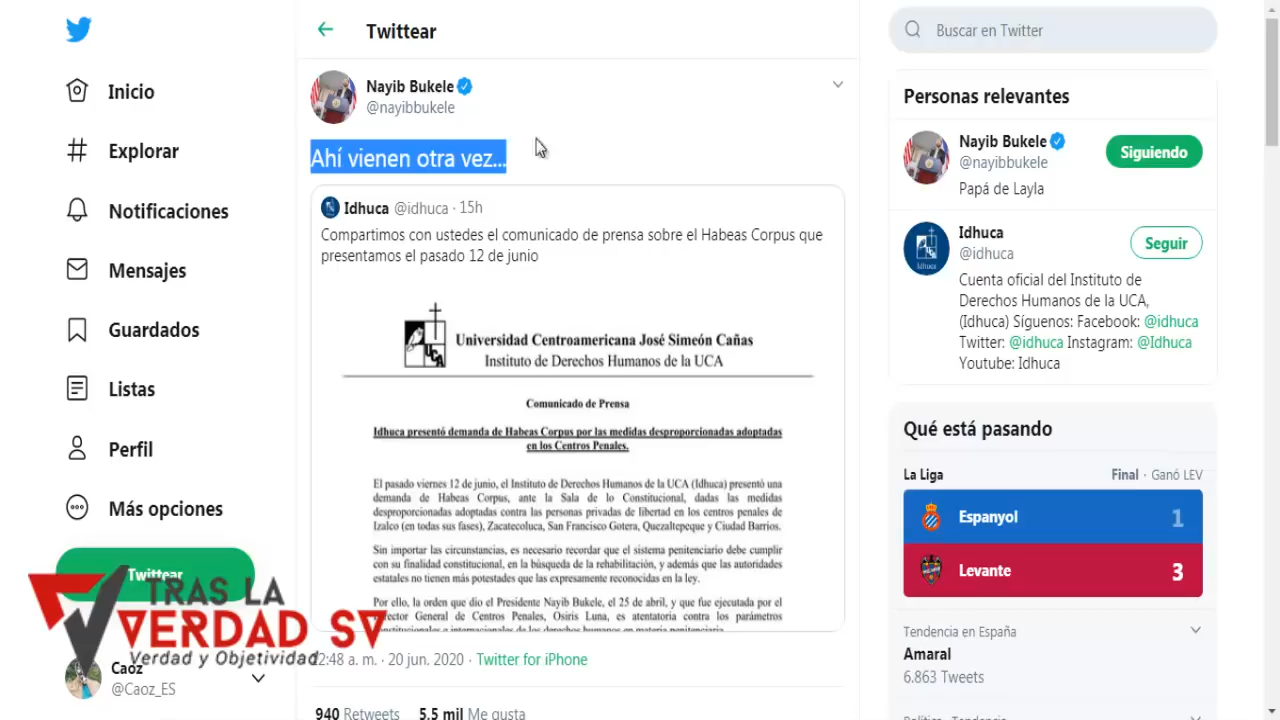 Inicio
Explorar
Notificaciones
Mensajes
Guardados
Listas
Perfil
Más opciones
Twittear
TRAS LA
VERDAD SV
Verdad y Objetividad
Caoz
@Caoz_ES
Twittear
Nayib Bukele
@nayibbukele
Ahí vienen otra vez...
Idhuca @idhuca · 15h
Compartimos con ustedes el comunicado de prensa sobre el Habeas Corpus que
presentamos el pasado 12 de junio
UCA
Universidad Centroamericana José Simeón Cañas
Instituto de Derechos Humanos de la UCA
Comunicado de Prensa
Idhuca presentó demanda de Habeas Corpus por las medidas desproporcionadas adoptadas
en los Centros Penales.
El pasado viernes 12 de junio, el Instituto de Derechos Humanos de la UCA (Idhuca) presentó una
demanda de Habeas Corpus, ante la Sala de lo Constitucional, dadas las medidas
desproporcionadas adoptadas contra las personas privadas de libertad en los centros penales de
Izalco (en todas sus fases), Zacatecoluca, San Francisco Gotera, Quezaltepeque y Ciudad Barrios.
Sin importar las circunstancias, es necesario recordar que el sistema penitenciario debe cumplir
con su finalidad constitucional, en la búsqueda de la rehabilitación, y además que las autoridades
estatales no tienen más potestades que las expresamente reconocidas en la ley.
Por ello, la orden que dio el Presidente Nayib Bukele, el 25 de abril, y que fue ejecutada por el
Director General de Centros Penales, Osiris Luna, es atentatoria contra los parámetros
constitucionales e internacionales de los derechos humanos en materia penitenciaria.
2:48 a. m. · 20 jun. 2020 · Twitter for iPhone
940 Retweets 5,5 mil Me gusta
Buscar en Twitter
Personas relevantes
Nayib Bukele
@nayibbukele
Siguiendo
Papá de Layla
Idhuca
@idhuca
Seguir
Idhuca
Cuenta oficial del Instituto de
Derechos Humanos de la UCA,
(Idhuca) Síguenos: Facebook: @idhuca
Twitter: @idhuca Instagram: @Idhuca
Youtube: Idhuca
Qué está pasando
La Liga Final · Ganó LEV
Espanyol 1
Levante 3
Tendencia en España
Amaral
6.863 Tweets
Política · Tendencia